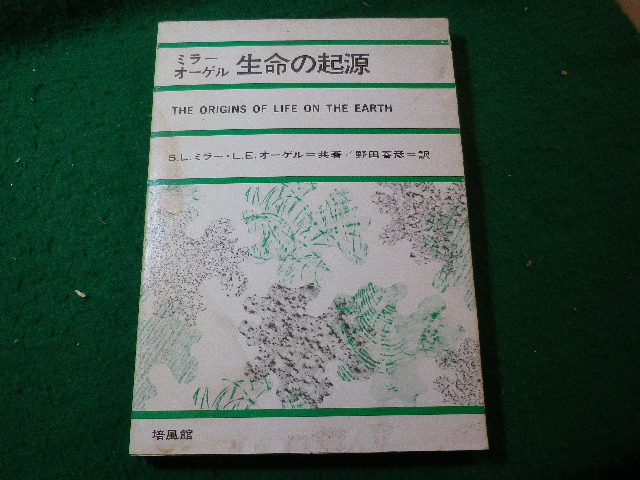 ミラー
オーゲル 生命の起源
THE ORIGINS OF LIFE ON THE EARTH
S.L.ミラー・L.E.オーゲル=共著/野田春彦=訳
培風館